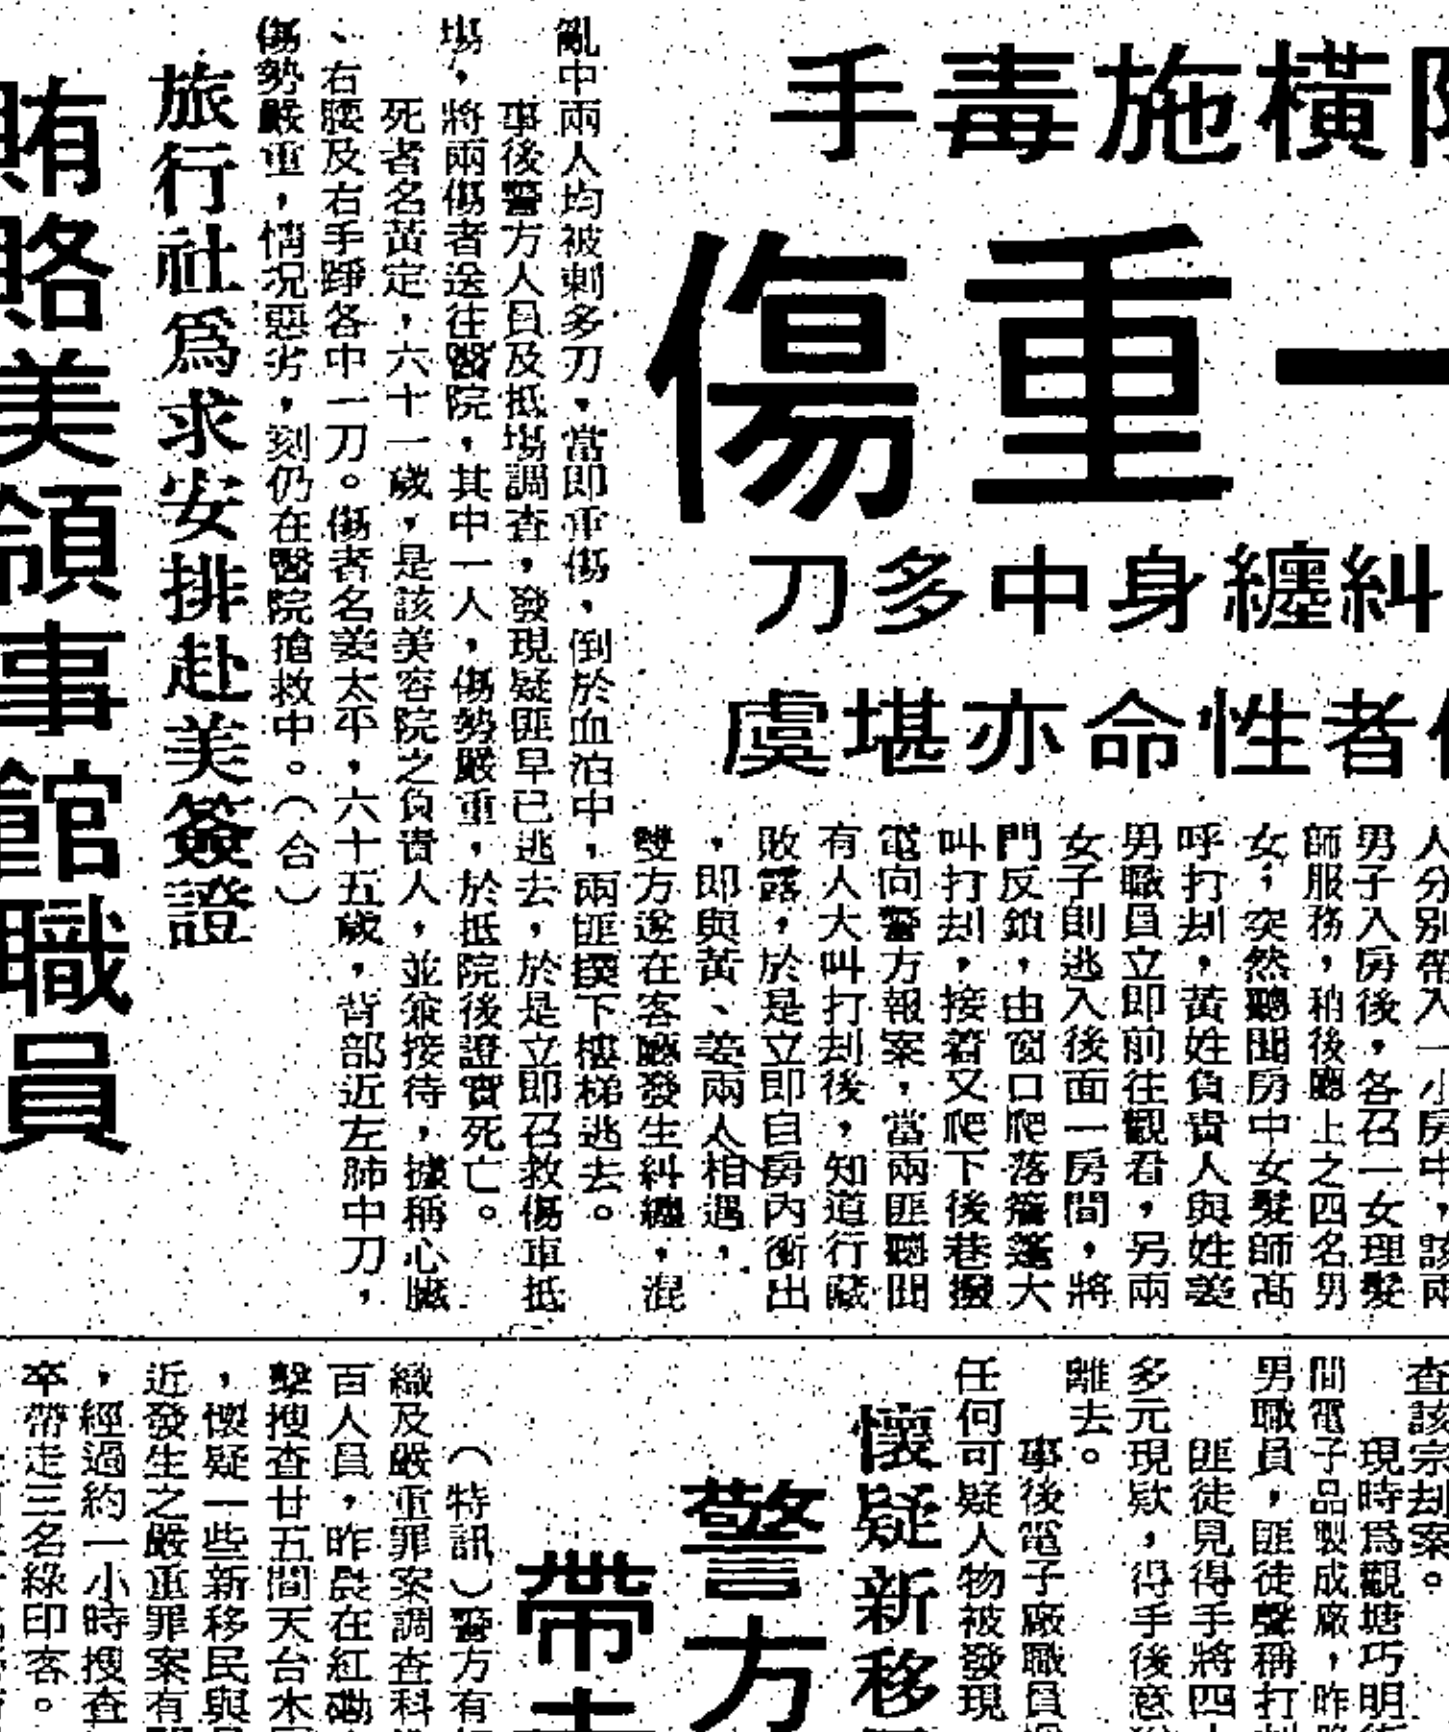 手毒施橫
傷重一
刀多中身纏糾
虞堪亦命性者
人分別帶入一小房中，該兩
男子入房後，各召一女理髮
師服務，稍後廳上之四名男
女，突然聽聞房中女髮師高
呼打刦，黃姓負責人與姓姜
男職員立即前往觀看，另兩
女子則逃入後面一房間，將
門反鎖，由窗口爬落簷蓬大
叫打刦，接着又爬下後巷撥
電向警方報案，當兩匪聽聞
有人大叫打刦後，知道行藏
敗露，於是立即自房內衝出
，即與黃、姜兩人相遇，
雙方遂在客廳發生糾纏，混
亂中兩人均被刺多刀，當即重傷，倒於血泊中，兩匪撲下樓梯逃去。
事後警方人員及抵場調查，發現疑匪早已逃去，於是立即召救傷車抵
場，將兩傷者送往醫院，其中一人，傷勢嚴重，於抵院後證實死亡。
死者名黃定，六十一歲，是該美容院之負責人，並兼接待，據稱心臟
、右腰及右手踭各中一刀。傷者名姜太平，六十五歲，背部近左肺中刀，
傷勢嚴重，情況惡劣，刻仍在醫院搶救中。（合）
旅行社爲求安排赴美簽證
賄賂美領事館職員
查該宗刦案。
現時爲觀塘巧明
間電子品製成廠，昨
男職員，匪徒聲稱打
匪徒見得手將四
多元現欵，得手後
離去。
事後電子廠職員
任何可疑人物被發現
懷疑新移
警方
帶
（特訊）警方有
織及嚴重罪案調查科
百人員，昨晨在紅磡
擊搜查廿五間天台木
，懷疑一些新移民與
近發生之嚴重罪案有
，經過約一小時搜查
卒帶走三名綠印客。